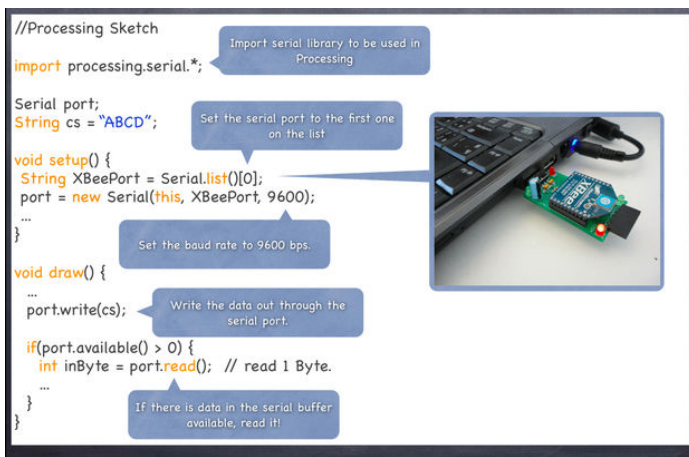 //Processing Sketch
Import serial library to be used in
Processing
import processing.serial.*;
Serial port;
String cs = "ABCD";
Set the serial port to the first one
on the list
void setup() {
String XBeePort = Serial.list()[0];
port = new Serial(this, XBeePort, 9600);
...
}
Set the baud rate to 9600 bps.
void draw() {
...
port.write(cs);
Write the data out through the
serial port.
if(port.available() > 0) {
int inByte = port.read(); // read 1 Byte.
...
}
}
If there is data in the serial buffer
available, read it!
XBee